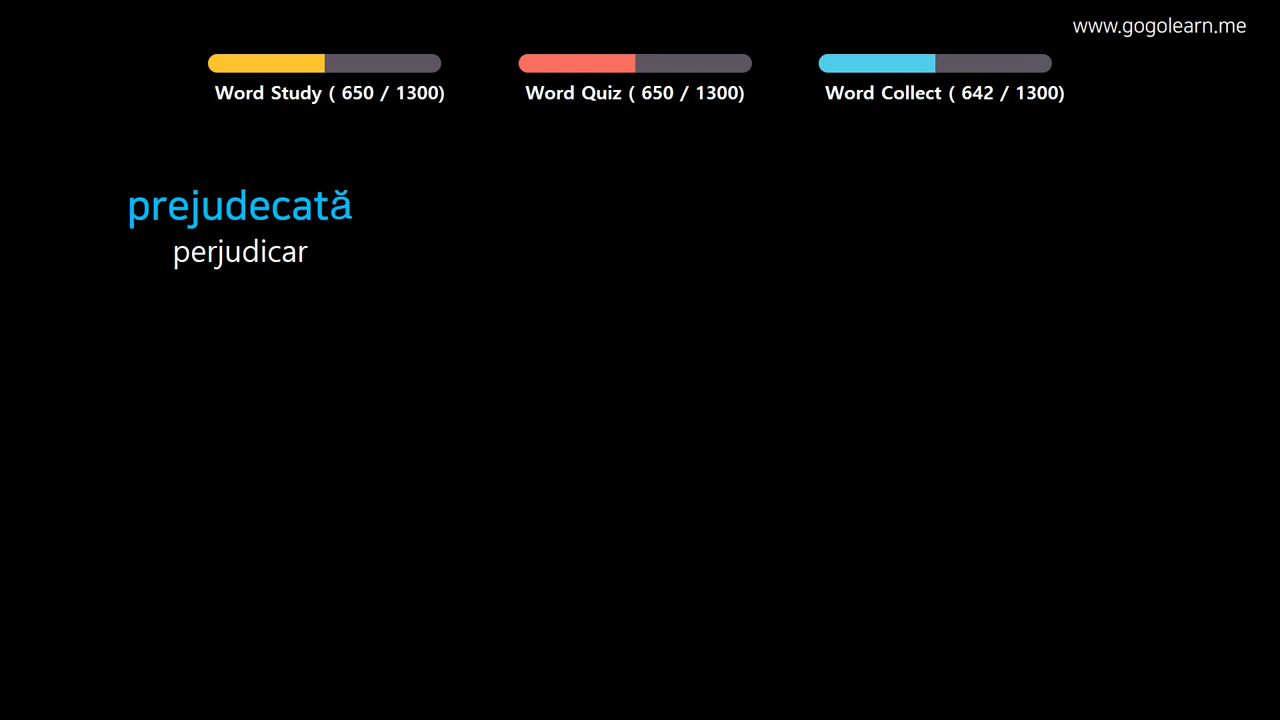 www.gogolearn.me
Word Study ( 650 / 1300)
Word Quiz ( 650 / 1300)
Word Collect ( 642 / 1300)
prejudecată
perjudicar